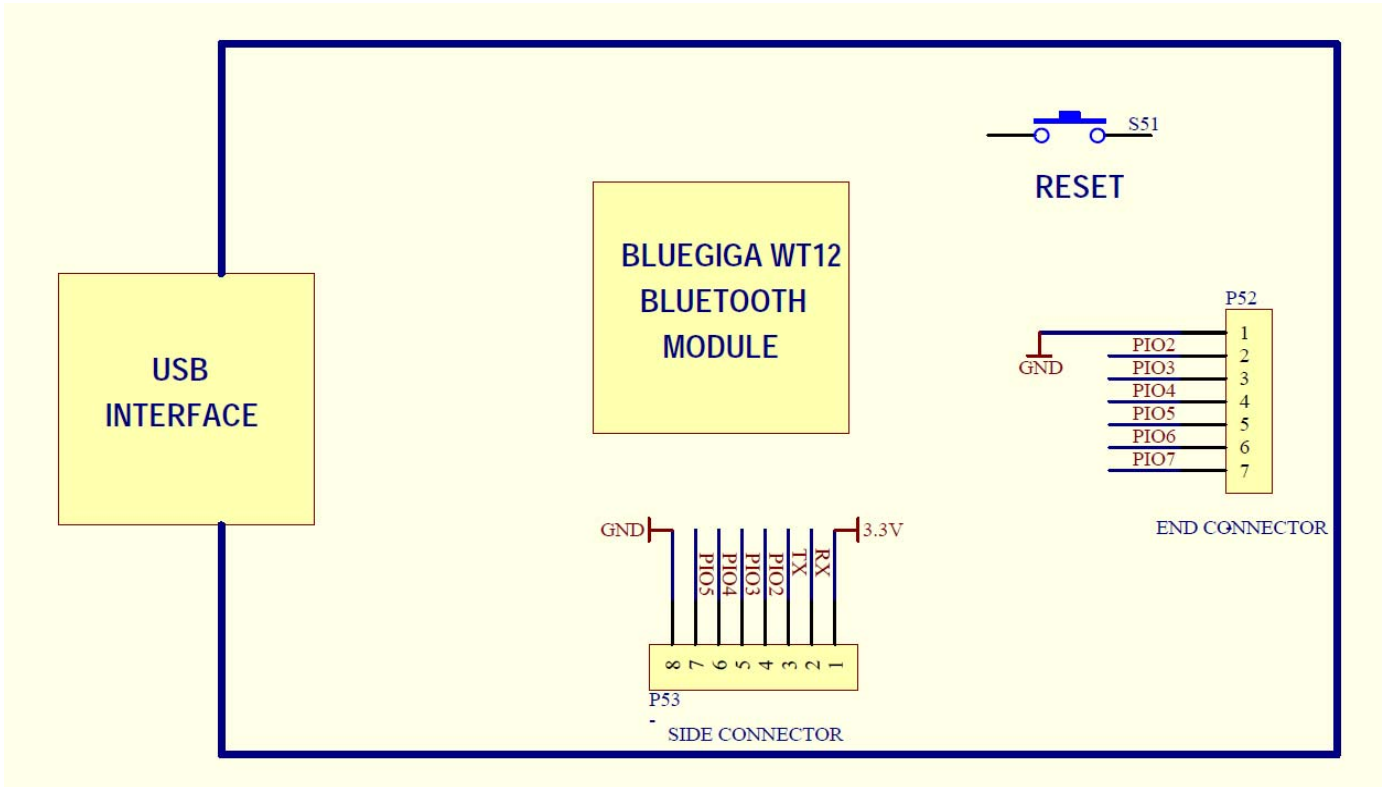 S51
RESET
BLUEGIGA WT12
BLUETOOTH
MODULE
USB
INTERFACE
P52
1
GND
PIO2 2
PIO3 3
PIO4 4
PIO5 5
PIO6 6
PIO7 7
END CONNECTOR
GND
3.3V
PIO5 PIO4 PIO3 PIO2 TX RX
8 7 6 5 4 3 2 1
P53
-
SIDE CONNECTOR